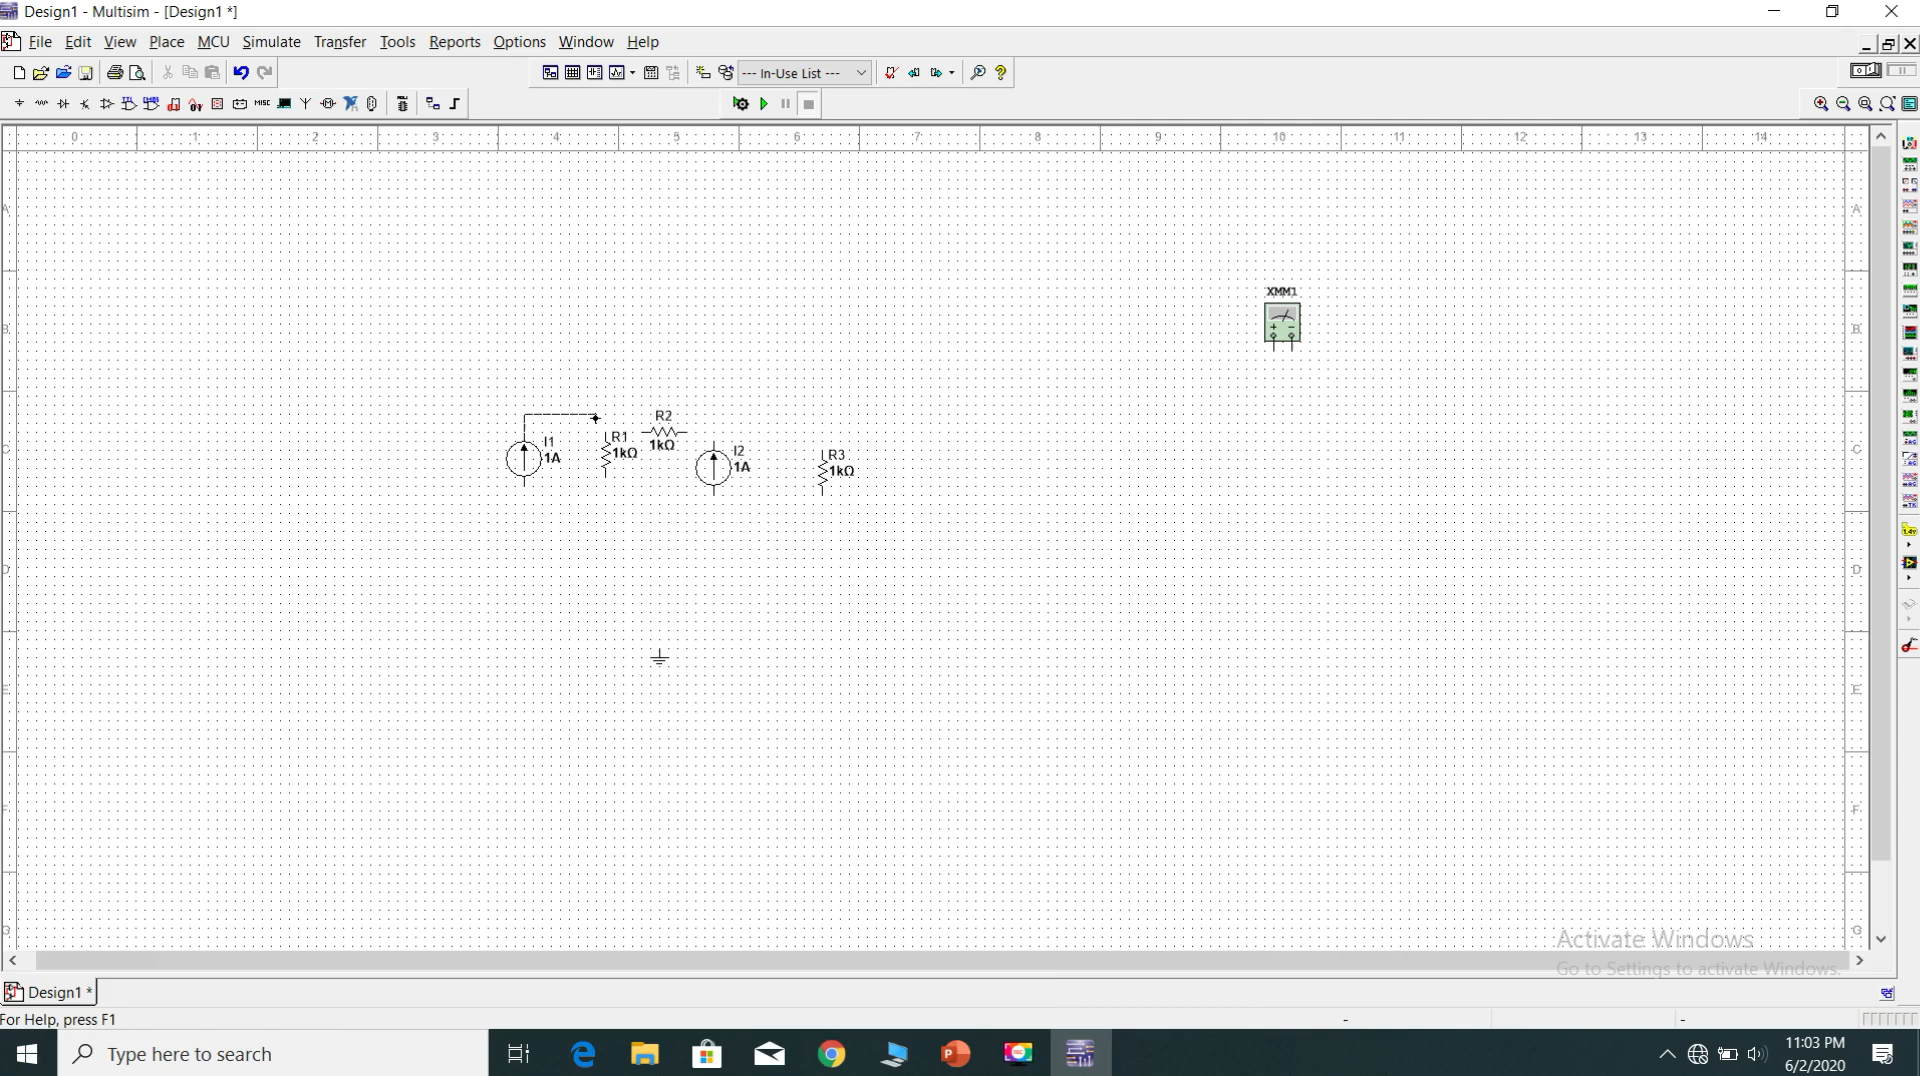 Design1 - Multisim - [Design1 *]
File Edit View Place MCU Simulate Transfer Tools Reports Options Window Help
--- In-Use List ---
MISC
0 1 2 3 4 5 6 7 8 9 10 11 12 13 14
A A
XMM1
B B
R2
1kΩ
I1
1A
R1
1kΩ
I2
1A
R3
1kΩ
C C
D D
E E
F F
G G
Activate Windows
Go to Settings to activate Windows.
Design1 *
For Help, press F1
- -
Type here to search
11:03 PM
6/2/2020